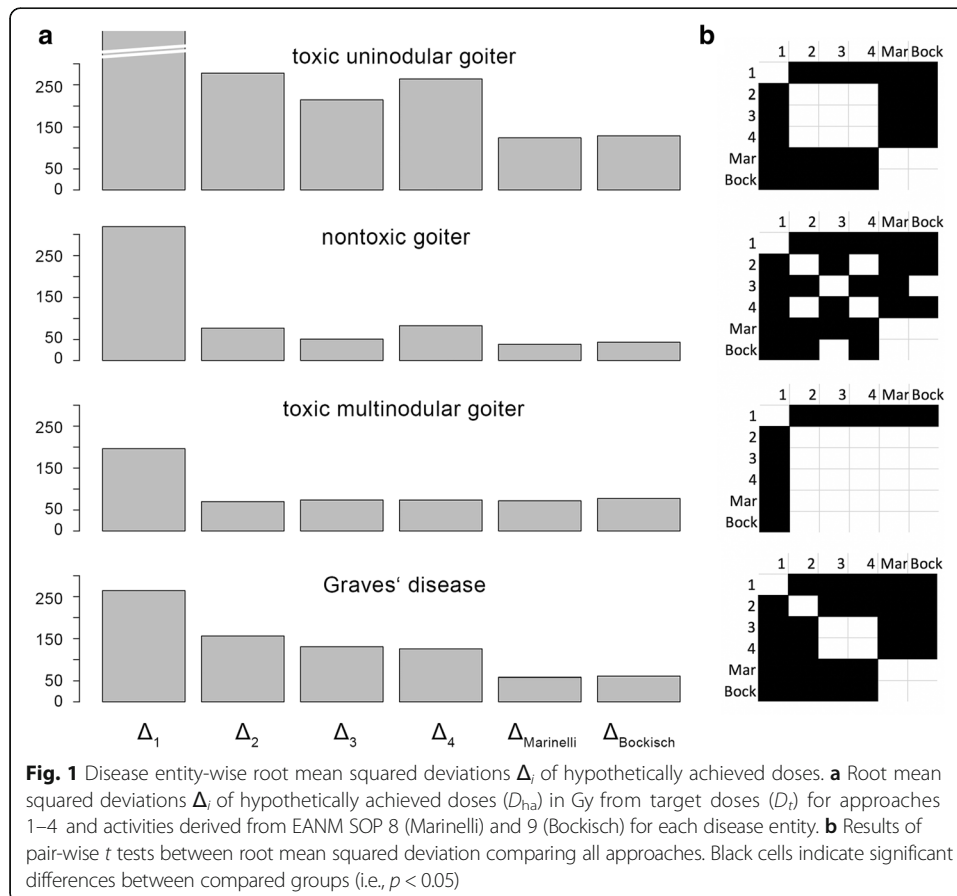 a
b
toxic uninodular goiter
250
150
50
0
1 2 3 4 Mar Bock
1
2
3
4
Mar
Bock
nontoxic goiter
250
150
50
0
1 2 3 4 Mar Bock
1
2
3
4
Mar
Bock
toxic multinodular goiter
250
150
50
0
1 2 3 4 Mar Bock
1
2
3
4
Mar
Bock
Graves‘ disease
250
150
50
0
1 2 3 4 Mar Bock
1
2
3
4
Mar
Bock
Δ1 Δ2 Δ3 Δ4 ΔMarinelli ΔBockisch
Fig. 1 Disease entity-wise root mean squared deviations Δi of hypothetically achieved doses. a Root mean
squared deviations Δi of hypothetically achieved doses (Dha) in Gy from target doses (Dt) for approaches
1–4 and activities derived from EANM SOP 8 (Marinelli) and 9 (Bockisch) for each disease entity. b Results of
pair-wise t tests between root mean squared deviation comparing all approaches. Black cells indicate significant
differences between compared groups (i.e., p < 0.05)